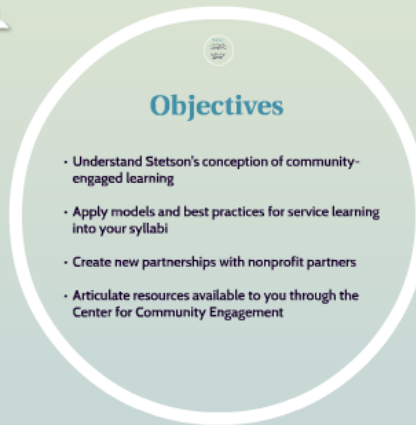 Objectives
• Understand Stetson's conception of community-
engaged learning
• Apply models and best practices for service learning
into your syllabi
• Create new partnerships with nonprofit partners
• Articulate resources available to you through the
Center for Community Engagement